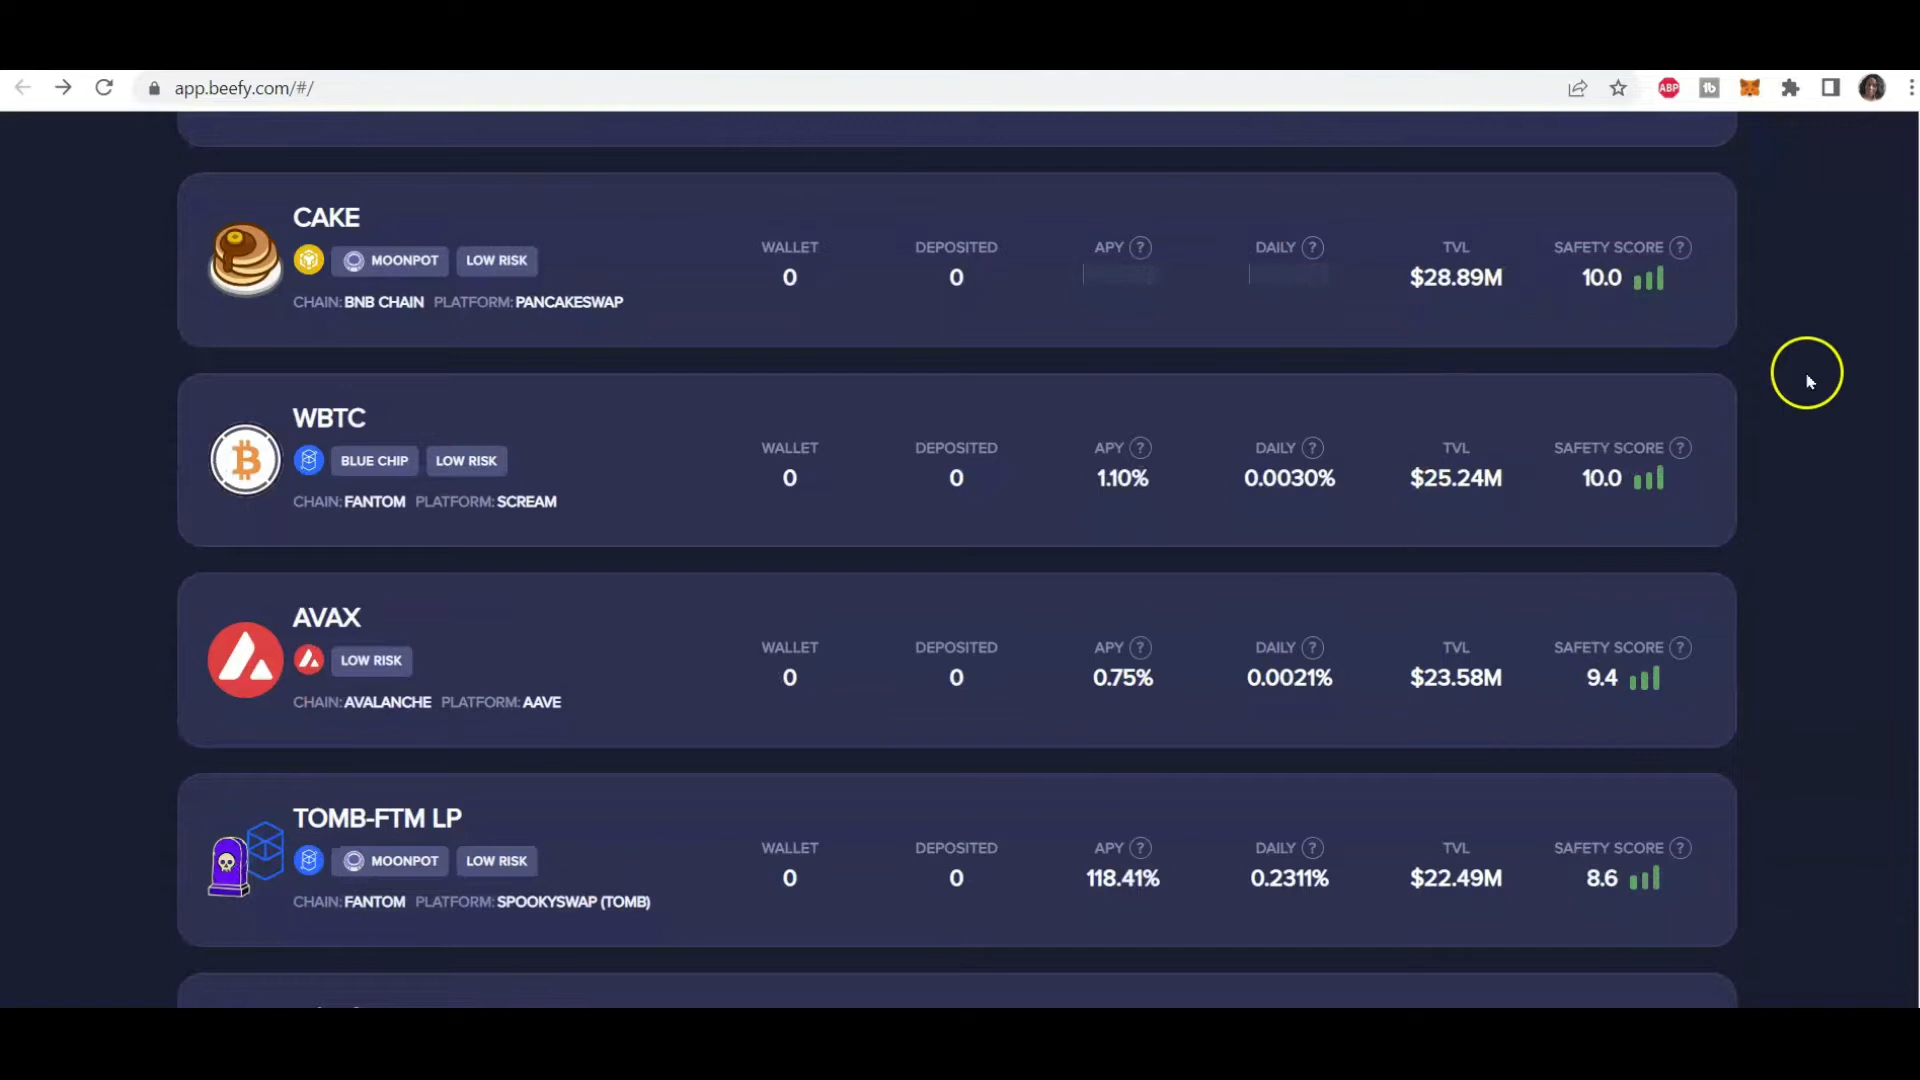 app.beefy.com/#/
ABP
tb
CAKE
MOONPOT LOW RISK
CHAIN: BNB CHAIN PLATFORM: PANCAKESWAP
WALLET DEPOSITED APY ? DAILY ? TVL SAFETY SCORE ?
0 0 $28.89M 10.0
WBTC
BLUE CHIP LOW RISK
CHAIN: FANTOM PLATFORM: SCREAM
WALLET DEPOSITED APY ? DAILY ? TVL SAFETY SCORE ?
0 0 1.10% 0.0030% $25.24M 10.0
AVAX
LOW RISK
CHAIN: AVALANCHE PLATFORM: AAVE
WALLET DEPOSITED APY ? DAILY ? TVL SAFETY SCORE ?
0 0 0.75% 0.0021% $23.58M 9.4
TOMB-FTM LP
MOONPOT LOW RISK
CHAIN: FANTOM PLATFORM: SPOOKYSWAP (TOMB)
WALLET DEPOSITED APY ? DAILY ? TVL SAFETY SCORE ?
0 0 118.41% 0.2311% $22.49M 8.6